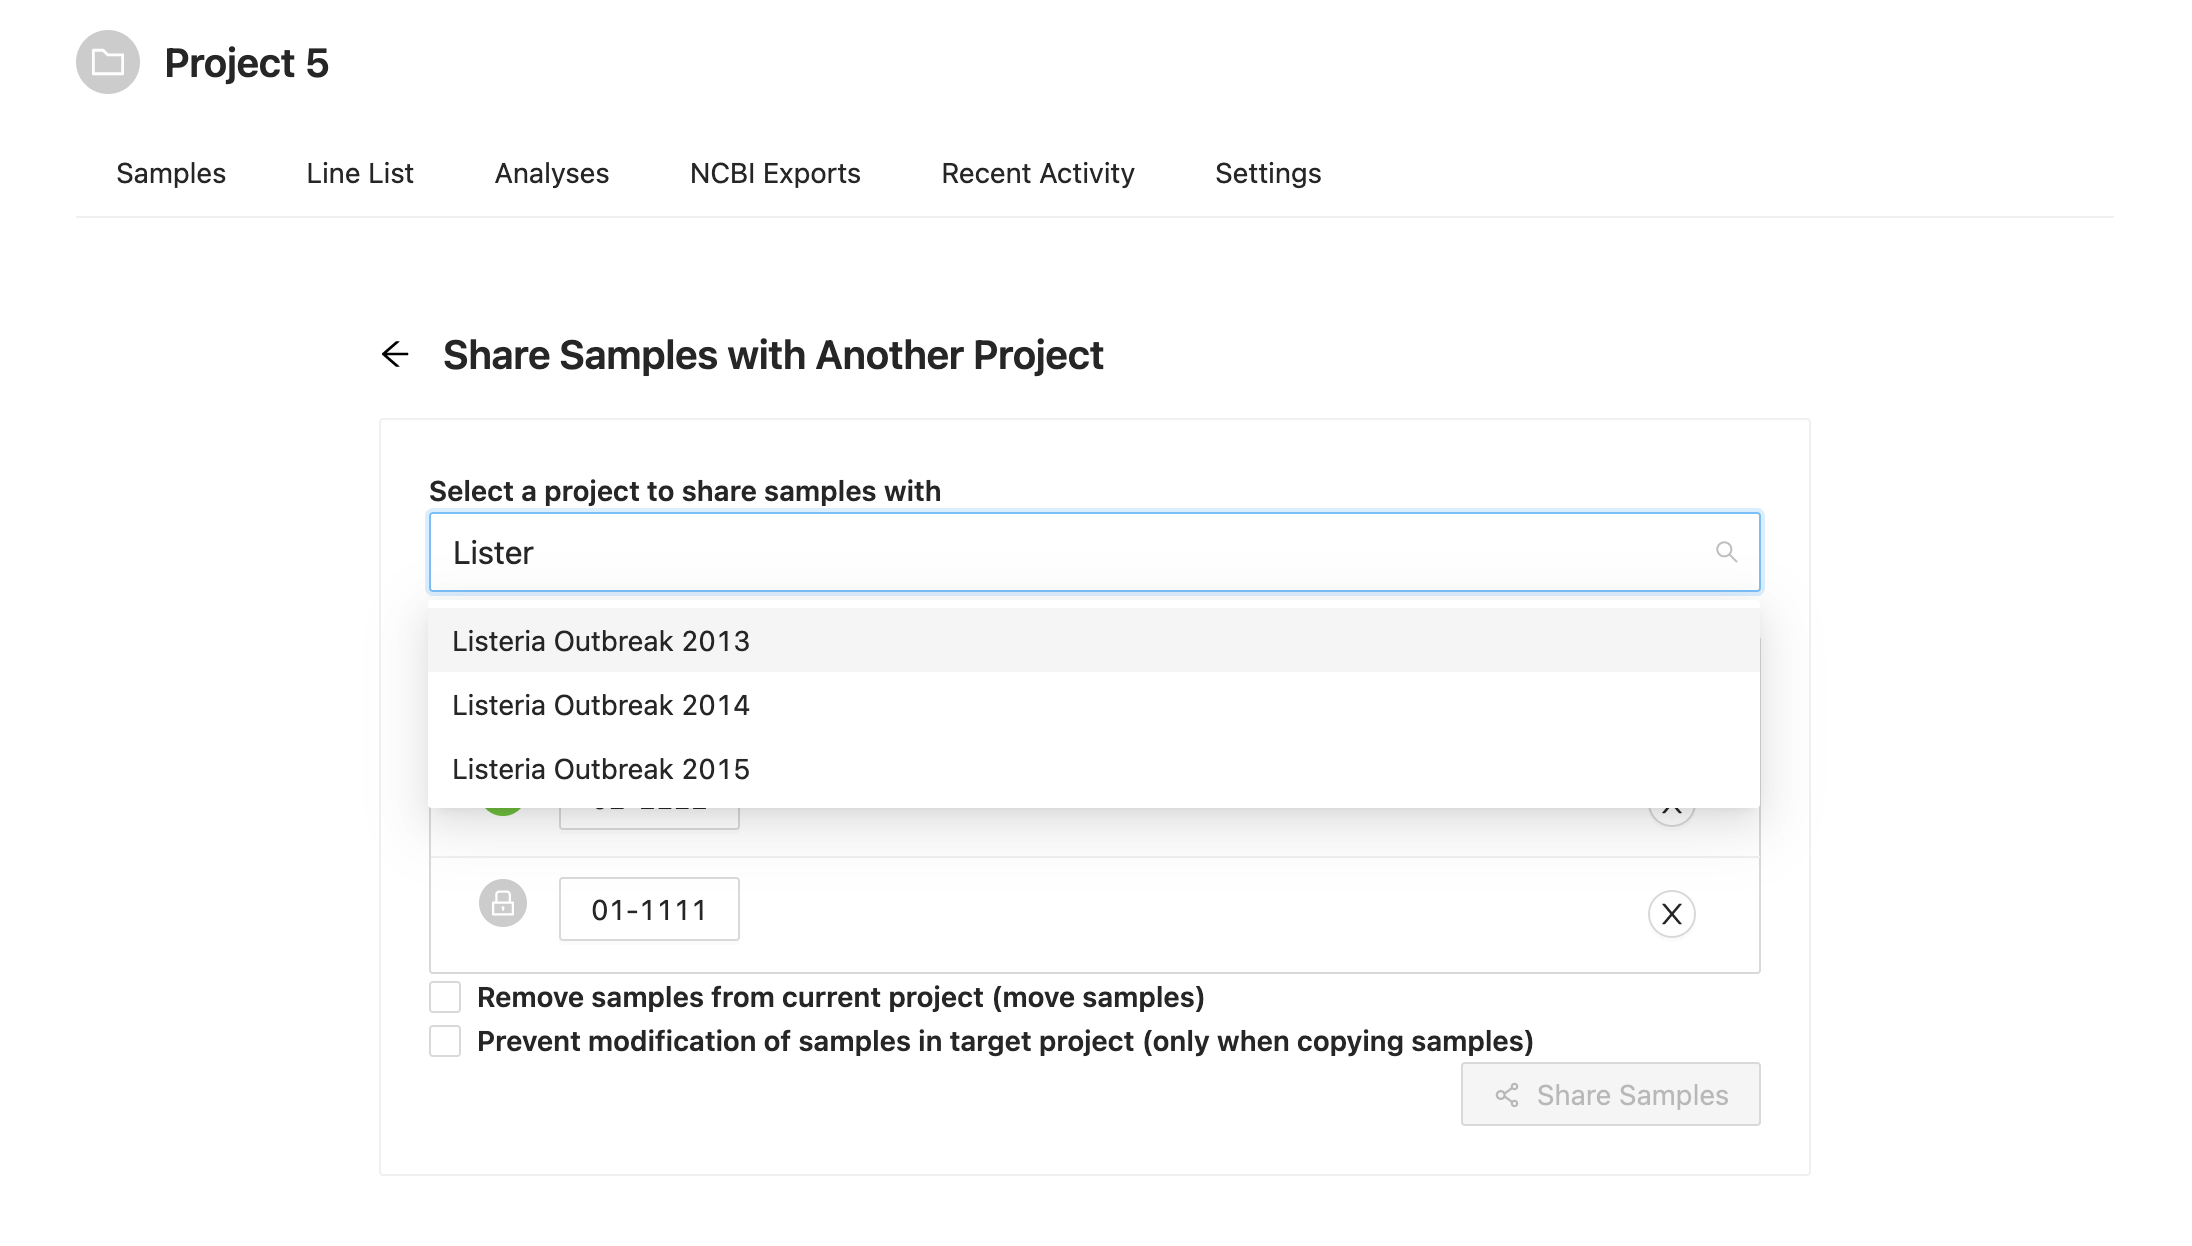 Project 5
Samples
Line List
Analyses
NCBI Exports
Recent Activity
Settings
Share Samples with Another Project
Select a project to share samples with
Lister
Listeria Outbreak 2013
Listeria Outbreak 2014
Listeria Outbreak 2015
01-1111
Remove samples from current project (move samples)
Prevent modification of samples in target project (only when copying samples)
Share Samples